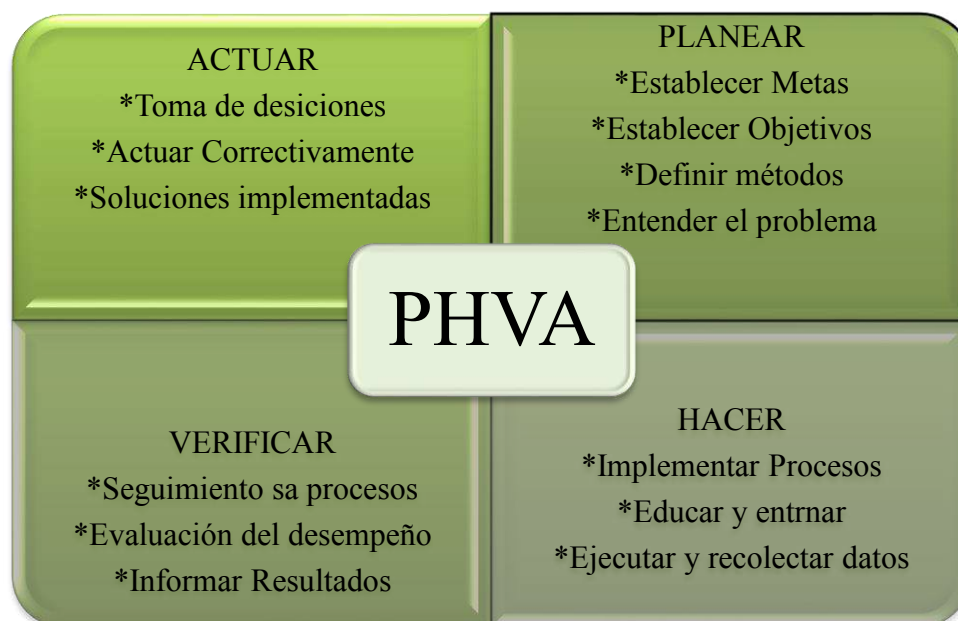 ACTUAR
*Toma de desiciones
*Actuar Correctivamente
*Soluciones implementadas
PLANEAR
*Establecer Metas
*Establecer Objetivos
*Definir métodos
*Entender el problema
PHVA
VERIFICAR
*Seguimiento sa procesos
*Evaluación del desempeño
*Informar Resultados
HACER
*Implementar Procesos
*Educar y entrnar
*Ejecutar y recolectar datos